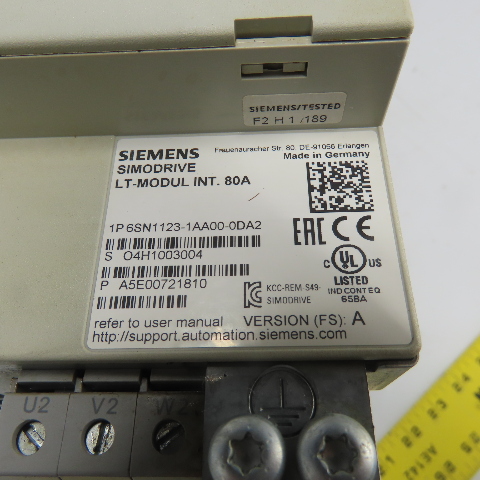 SIEMENS/TESTED
F2 H 1 /189
SIEMENS
Frauenauracher Str. 80, DE-91056 Erlangen
Made in Germany
SIMODRIVE
LT-MODUL INT. 80A
1P 6SN1123-1AA00-0DA2
S O4H1003004
P A5E00721810
EAC CE
C UL US
LISTED
IND CONT EQ
65BA
KCC-REM-S49-
SIMODRIVE
refer to user manual VERSION (FS): A
http://support.automation.siemens.com
U2 V2 W2